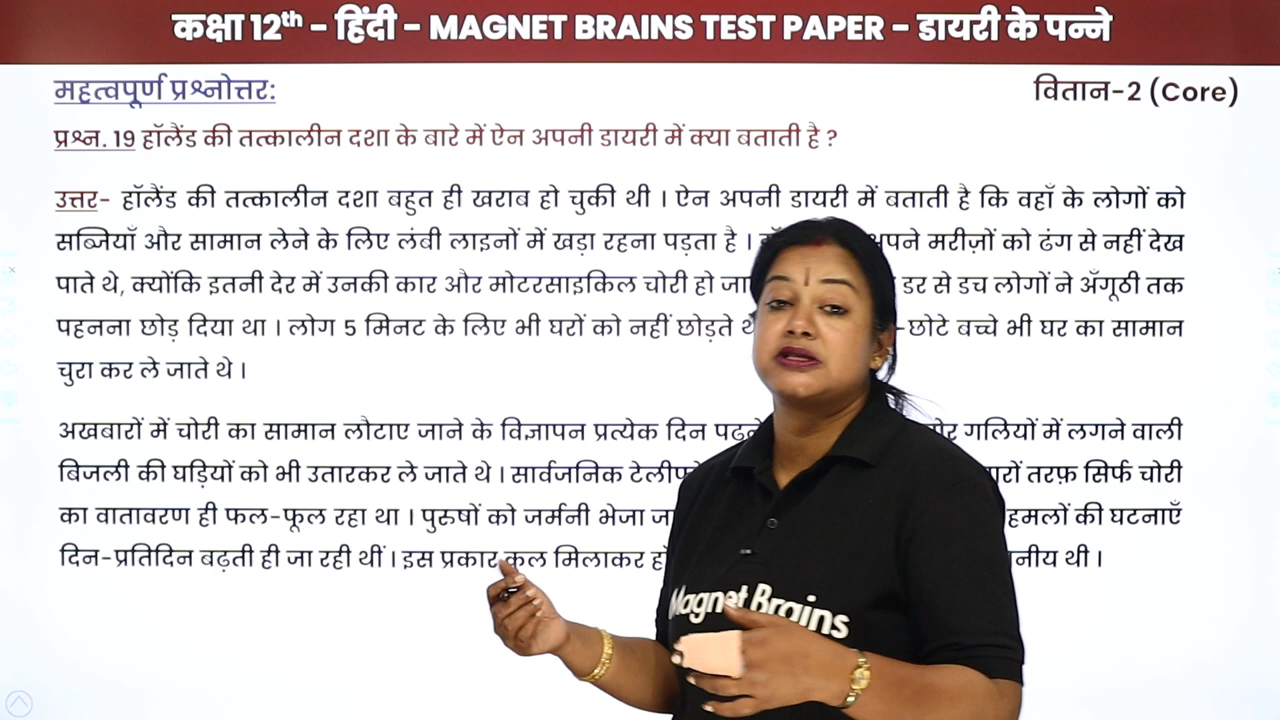 कक्षा 12th - हिंदी - MAGNET BRAINS TEST PAPER - डायरी के पन्ने
महत्वपूर्ण प्रश्नोत्तर: वितान-2 (Core)
प्रश्न. 19 हॉलैंड की तत्कालीन दशा के बारे में ऐन अपनी डायरी में क्या बताती है ?
उत्तर- हॉलैंड की तत्कालीन दशा बहुत ही खराब हो चुकी थी । ऐन अपनी डायरी में बताती है कि वहाँ के लोगों को
सब्जियाँ और सामान लेने के लिए लंबी लाइनों में खड़ा रहना पड़ता है । अपने मरीज़ों को ढंग से नहीं देख
पाते थे, क्योंकि इतनी देर में उनकी कार और मोटरसाइकिल चोरी हो डर से डच लोगों ने अँगूठी तक
पहनना छोड़ दिया था । लोग 5 मिनट के लिए भी घरों को नहीं छोड़ते -छोटे बच्चे भी घर का सामान
चुरा कर ले जाते थे ।
अखबारों में चोरी का सामान लौटाए जाने के विज्ञापन प्रत्येक दिन गलियों में लगने वाली
बिजली की घड़ियों को भी उतारकर ले जाते थे । सार्वजनिक तरफ़ सिर्फ चोरी
का वातावरण ही फल-फूल रहा था । पुरुषों को जर्मनी भेजा हमलों की घटनाएँ
दिन-प्रतिदिन बढ़ती ही जा रही थीं । इस प्रकार कुल मिलाकर थी ।
Magnet Brains